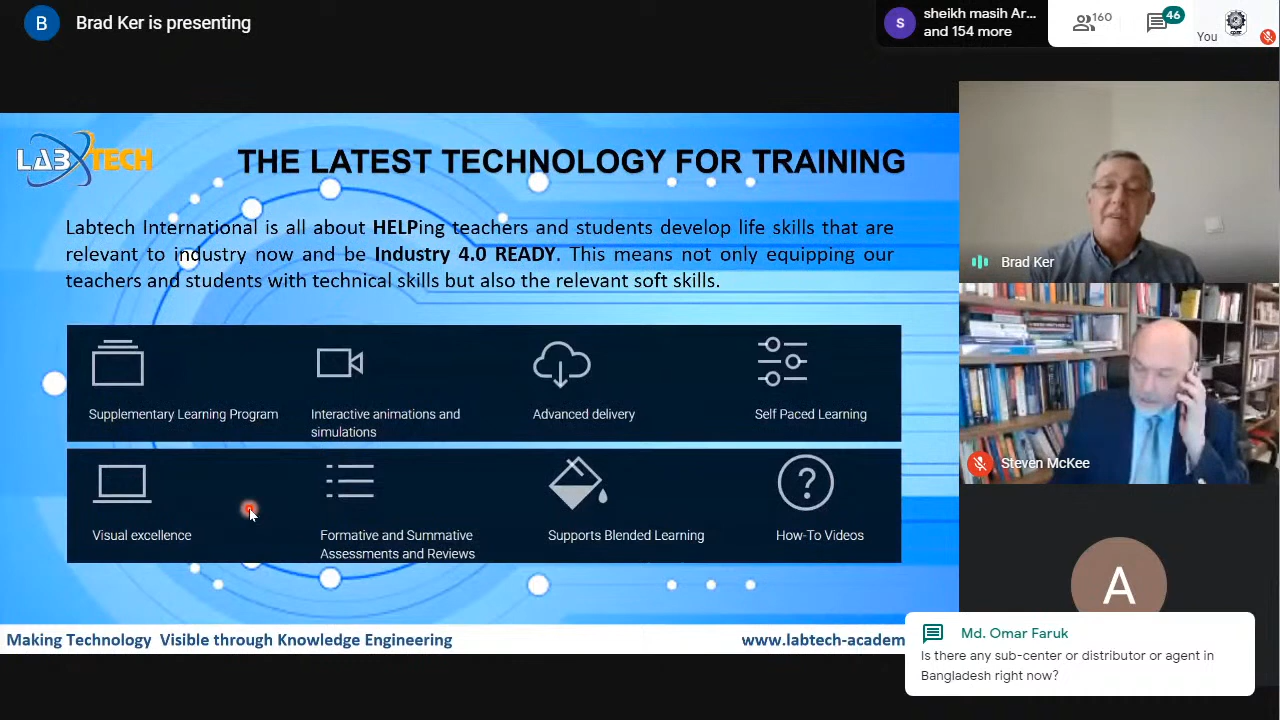 B
Brad Ker is presenting
S
sheikh masih Ar...
and 154 more
160
46
You
LAB TECH
THE LATEST TECHNOLOGY FOR TRAINING
Labtech International is all about HELPing teachers and students develop life skills that are
relevant to industry now and be Industry 4.0 READY. This means not only equipping our
teachers and students with technical skills but also the relevant soft skills.
Supplementary Learning Program
Interactive animations and
simulations
Advanced delivery
Self Paced Learning
Visual excellence
Formative and Summative
Assessments and Reviews
Supports Blended Learning
?
How-To Videos
Making Technology Visible through Knowledge Engineering
www.labtech-academ
Brad Ker
Steven McKee
A
Md. Omar Faruk
Is there any sub-center or distributor or agent in
Bangladesh right now?